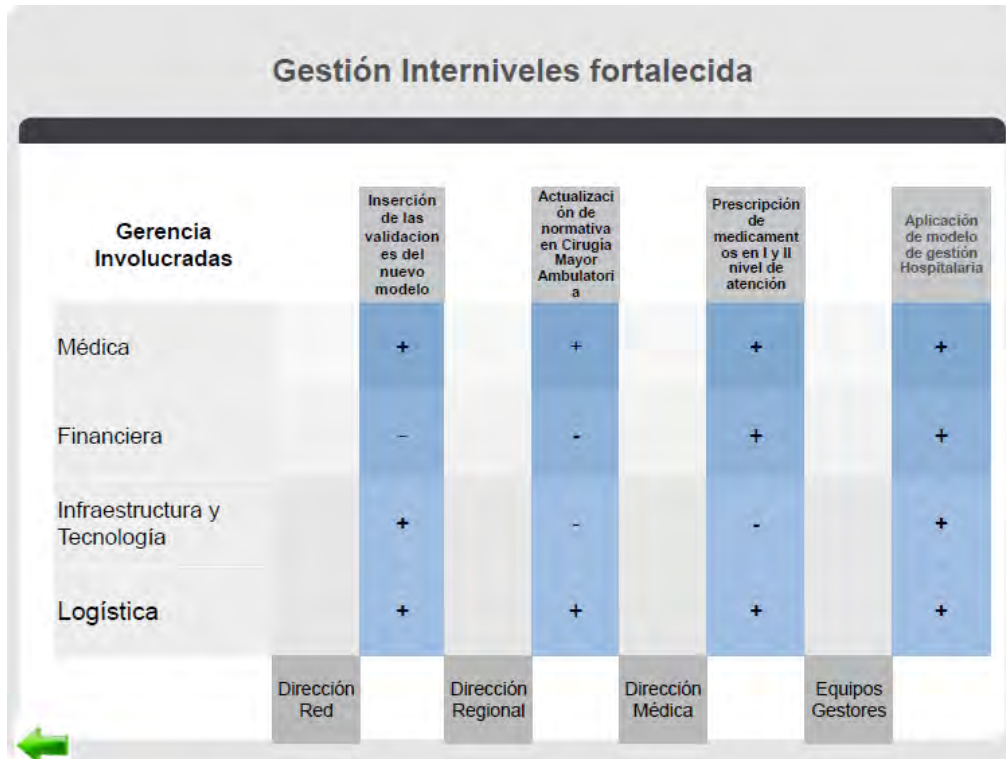 Gestión Interniveles fortalecida
Gerencia
Involucradas
Inserción
de las
validacion
es del
nuevo
modelo
Actualizaci
ón de
normativa
en Cirugía
Mayor
Ambulatori
a
Prescripción
de
medicament
os en I y II
nivel de
atención
Aplicación
de modelo
de gestión
Hospitalaria
Médica + + + +
Financiera - - + +
Infraestructura y
Tecnología + - - +
Logística + + + +
Dirección
Red
Dirección
Regional
Dirección
Médica
Equipos
Gestores